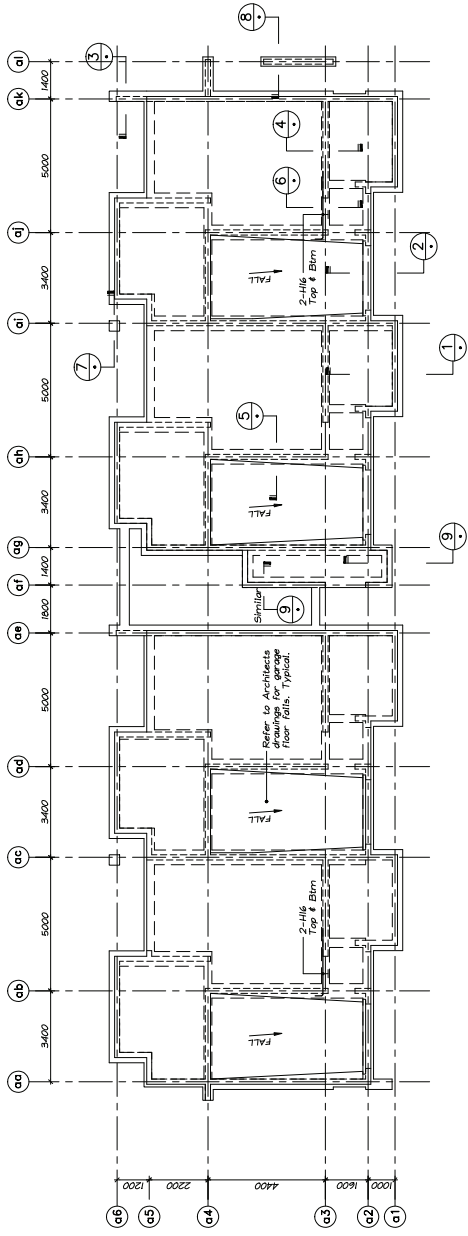 aa
ab
ac
ad
ae
af
ag
ah
ai
aj
ak
al
3400
5000
3400
5000
1800
1400
3400
5000
3400
5000
1400
a6
1200
a5
2200
a4
4400
a3
1600
a2
1000
a1
7
3
8
5
6
4
FALL
FALL
FALL
FALL
Refer to Architects
drawings for garage
floor falls. Typical.
Similar
9
2-H16
Top & Btm
2-H16
Top & Btm
9
1
2